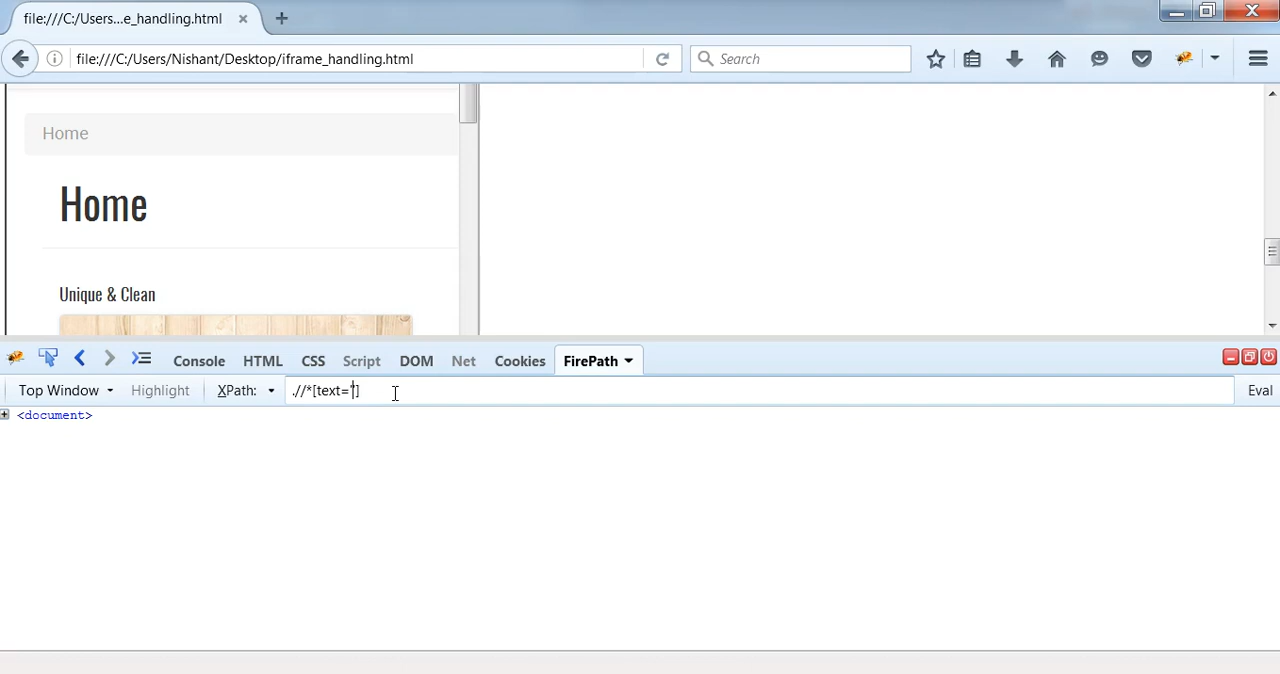 file:///C:/Users...e_handling.html
file:///C:/Users/Nishant/Desktop/iframe_handling.html
Search
Home
Home
Unique & Clean
Console HTML CSS Script DOM Net Cookies FirePath
Top Window Highlight XPath: .//*[text=''] Eval
<document>